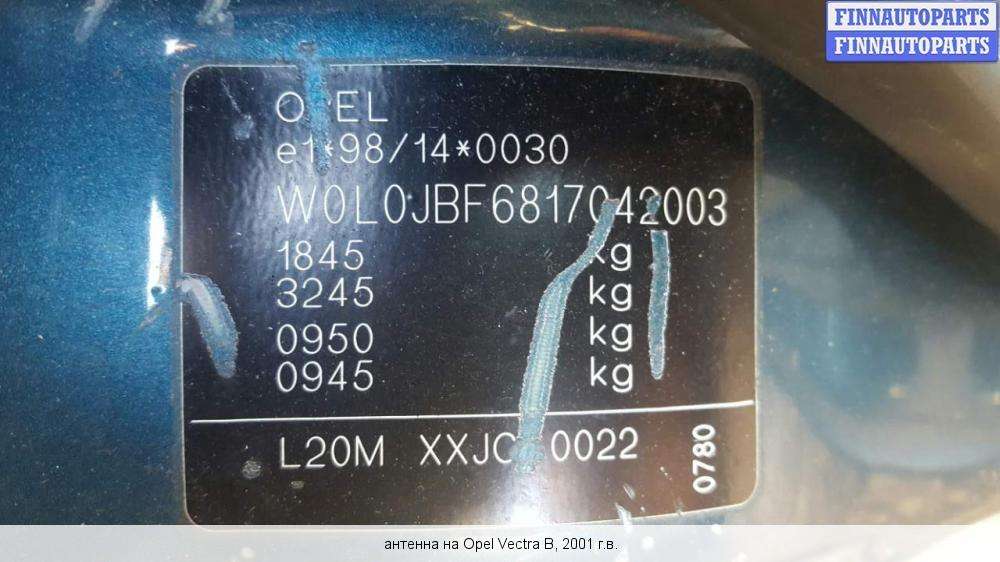 FINNAUTOPARTS
FINNAUTOPARTS
OPEL
e1*98/14*0030
W0L0JBF6817042003
1845 kg
3245 kg
0950 kg
0945 kg
L20M 0022
0780
антенна на Opel Vectra B, 2001 г.в.